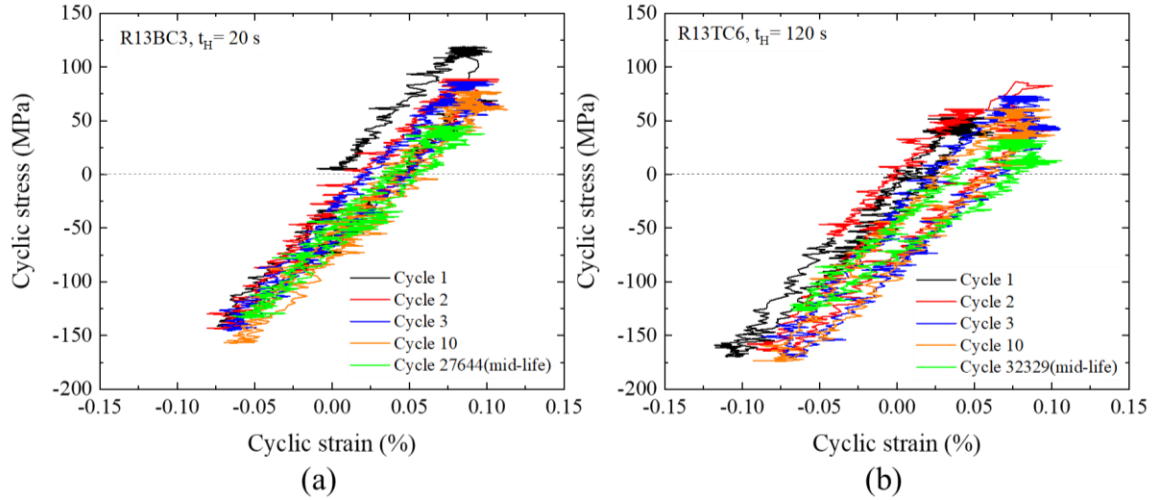 R13BC3, t_H= 20 s
Cyclic stress (MPa)
150
100
50
0
-50
-100
-150
-200
Cycle 1
Cycle 2
Cycle 3
Cycle 10
Cycle 27644(mid-life)
-0.15 -0.10 -0.05 0.00 0.05 0.10 0.15
Cyclic strain (%)
(a)
R13TC6, t_H= 120 s
Cyclic stress (MPa)
150
100
50
0
-50
-100
-150
-200
Cycle 1
Cycle 2
Cycle 3
Cycle 10
Cycle 32329(mid-life)
-0.15 -0.10 -0.05 0.00 0.05 0.10 0.15
Cyclic strain (%)
(b)